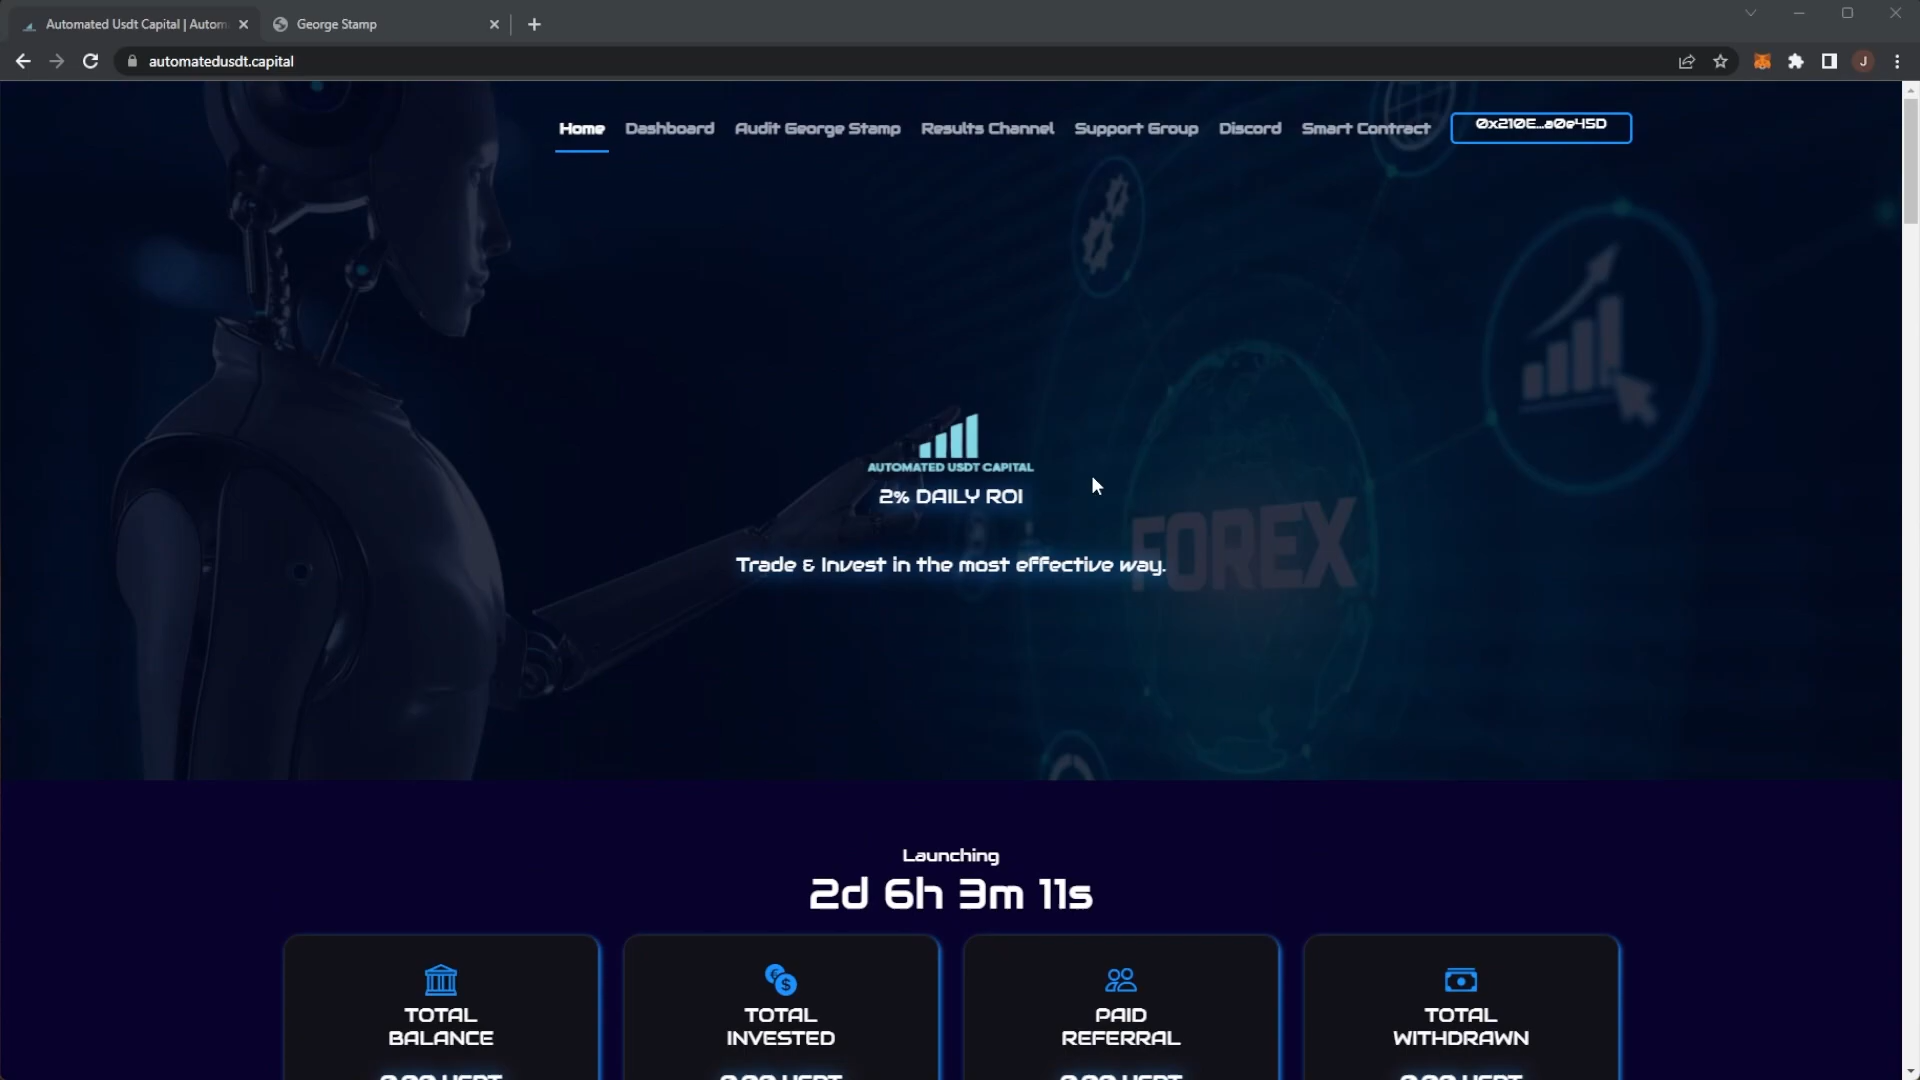 Automated Usdt Capital | Autom
George Stamp
automatedusdt.capital
J
Home Dashboard Audit George Stamp Results Channel Support Group Discord Smart Contract 0x210E...a0e45D
AUTOMATED USDT CAPITAL
2% DAILY ROI
Trade & Invest in the most effective way.
FOREX
Launching
2d 6h 3m 11s
TOTAL
BALANCE
TOTAL
INVESTED
PAID
REFERRAL
TOTAL
WITHDRAWN